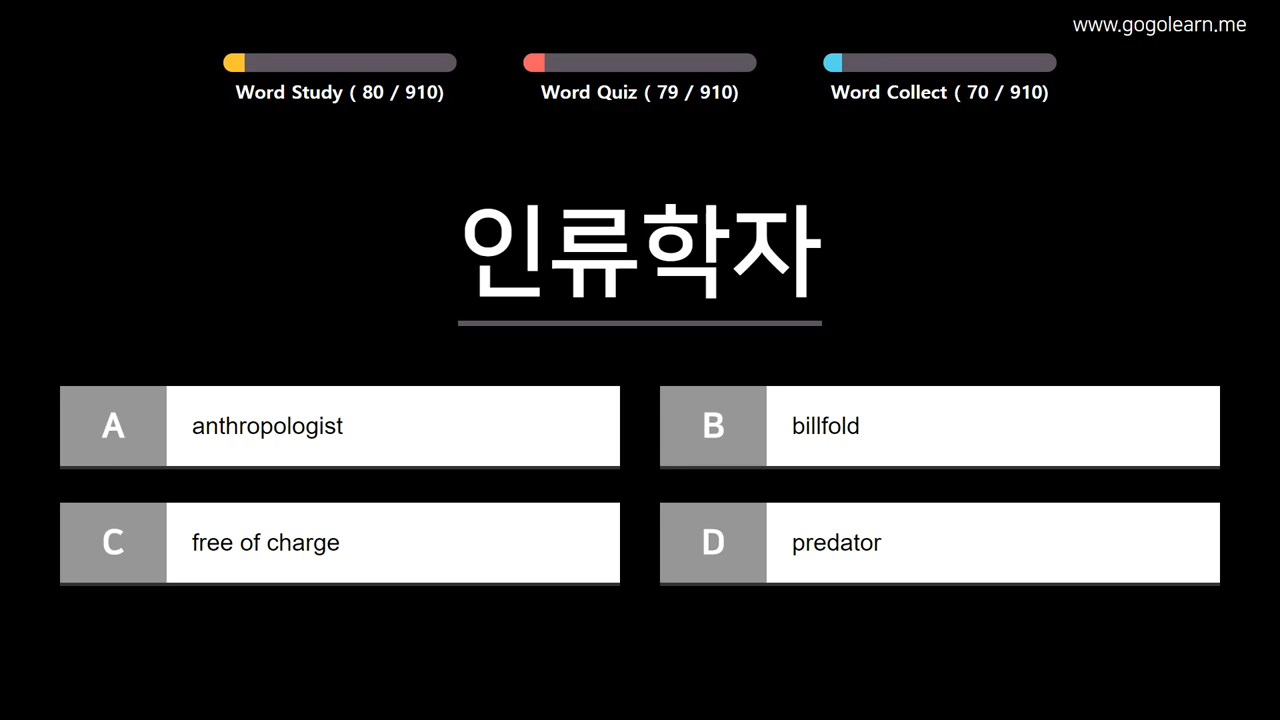 www.gogolearn.me
Word Study ( 80 / 910)
Word Quiz ( 79 / 910)
Word Collect ( 70 / 910)
인류학자
A
anthropologist
B
billfold
C
free of charge
D
predator